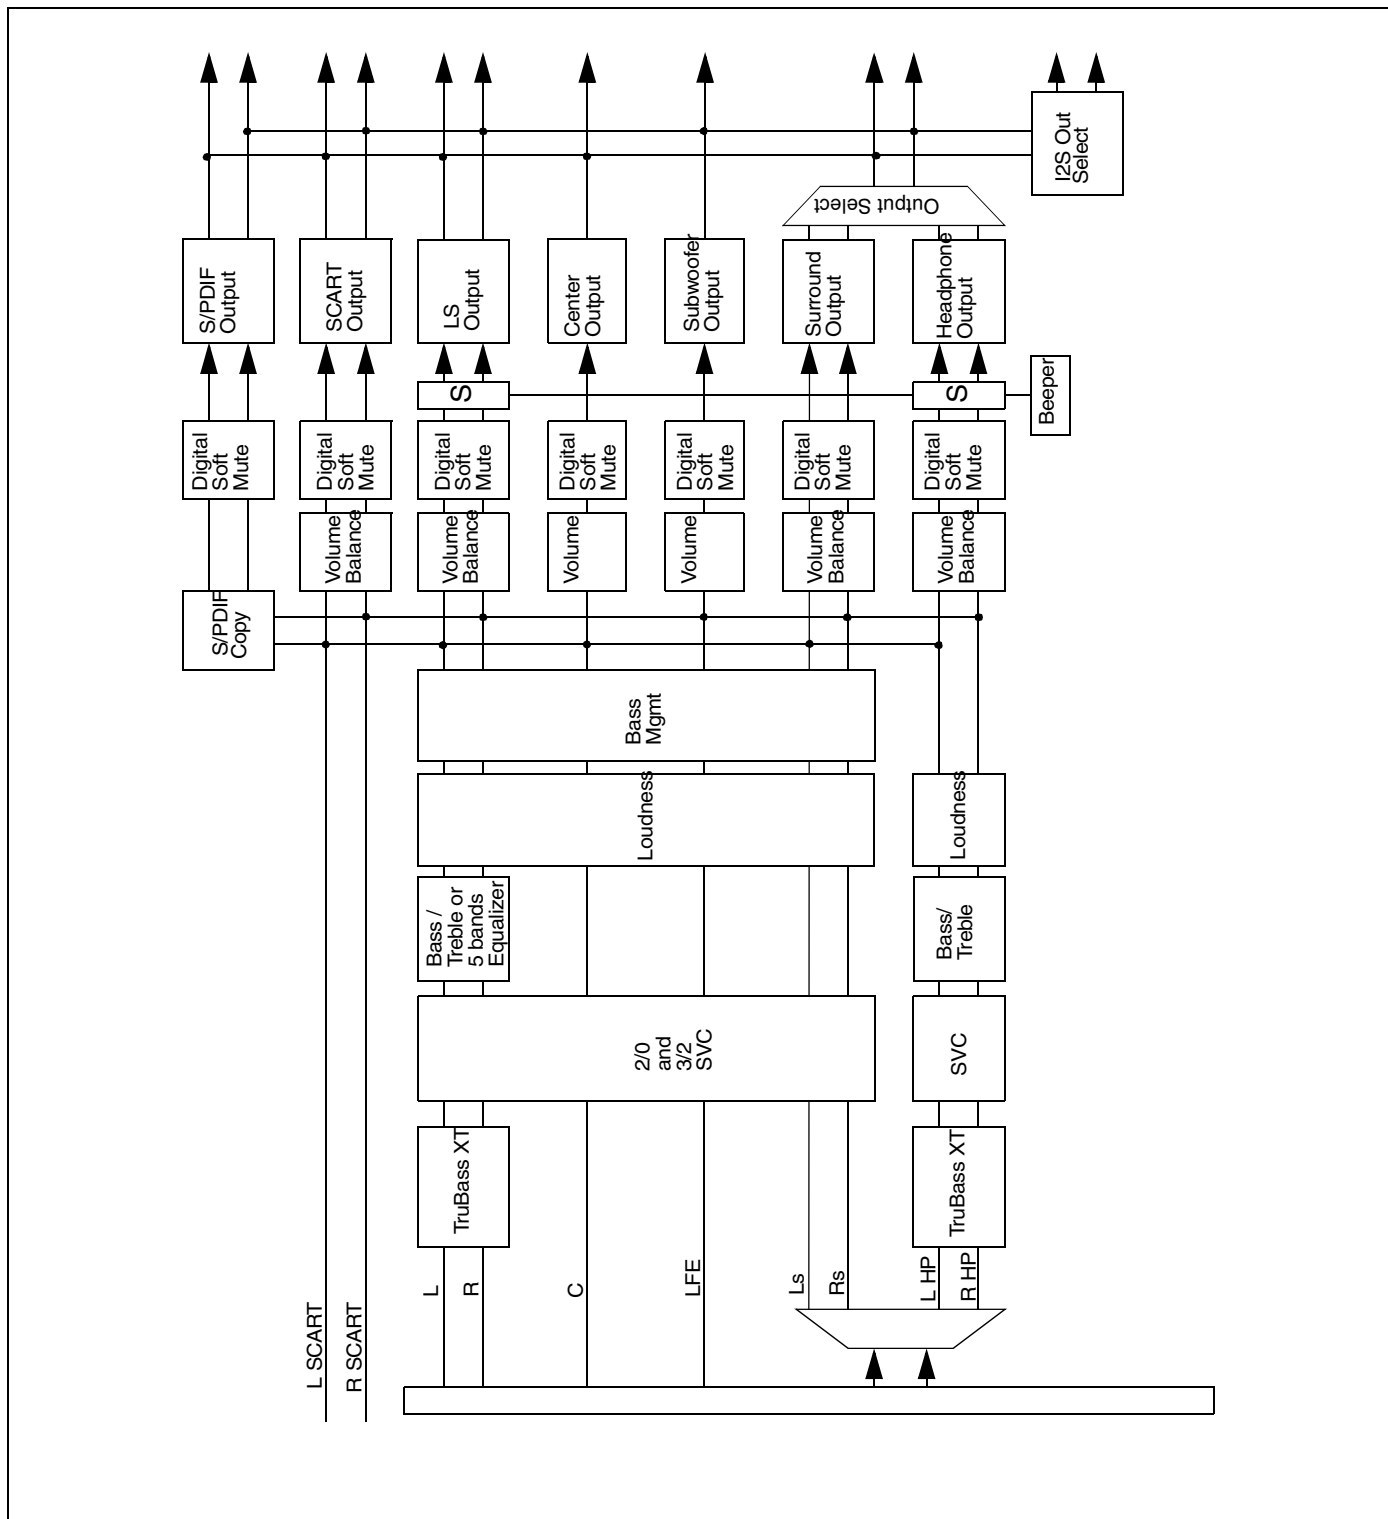 I2S Out
Select
Output Select
S/PDIF
Output
SCART
Output
LS
Output
Center
Output
Subwoofer
Output
Surround
Output
Headphone
Output
S
S
Beeper
Digital
Soft
Mute
Digital
Soft
Mute
Digital
Soft
Mute
Digital
Soft
Mute
Digital
Soft
Mute
Digital
Soft
Mute
Digital
Soft
Mute
Volume
Balance
Volume
Balance
Volume
Volume
Volume
Balance
Volume
Balance
S/PDIF
Copy
Bass
Mgmt
Loudness
Loudness
Bass /
Treble or
5 bands
Equalizer
Bass/
Treble
2/0
and
3/2
SVC
SVC
TruBass XT
TruBass XT
L
R
C
LFE
Ls
Rs
L HP
R HP
L SCART
R SCART